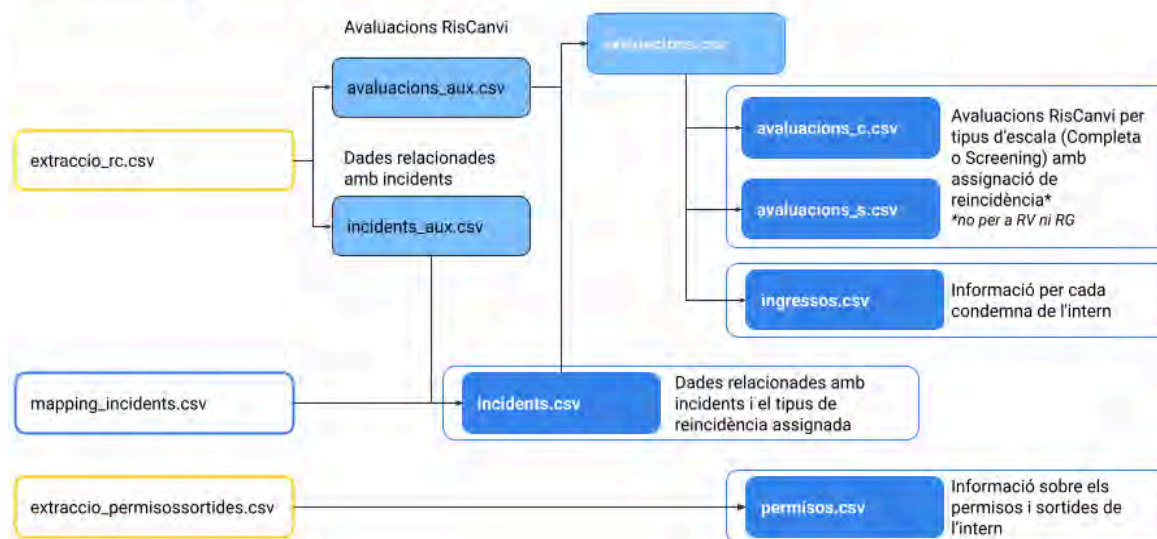 Avaluacions RisCanvi
avaluacions.csv
avaluacions_aux.csv
extraccio_rc.csv
Dades relacionades
amb incidents
incidents_aux.csv
avaluacions_c.csv
avaluacions_s.csv
Avaluacions RisCanvi per
tipus d'escala (Completa
o Screening) amb
assignació de
reincidència*
*no per a RV ni RG
ingressos.csv
Informació per cada
condemna de l'intern
mapping_incidents.csv
incidents.csv
Dades relacionades amb
incidents i el tipus de
reincidència assignada
extraccio_permisossortides.csv
permisos.csv
Informació sobre els
permisos i sortides de
l'intern